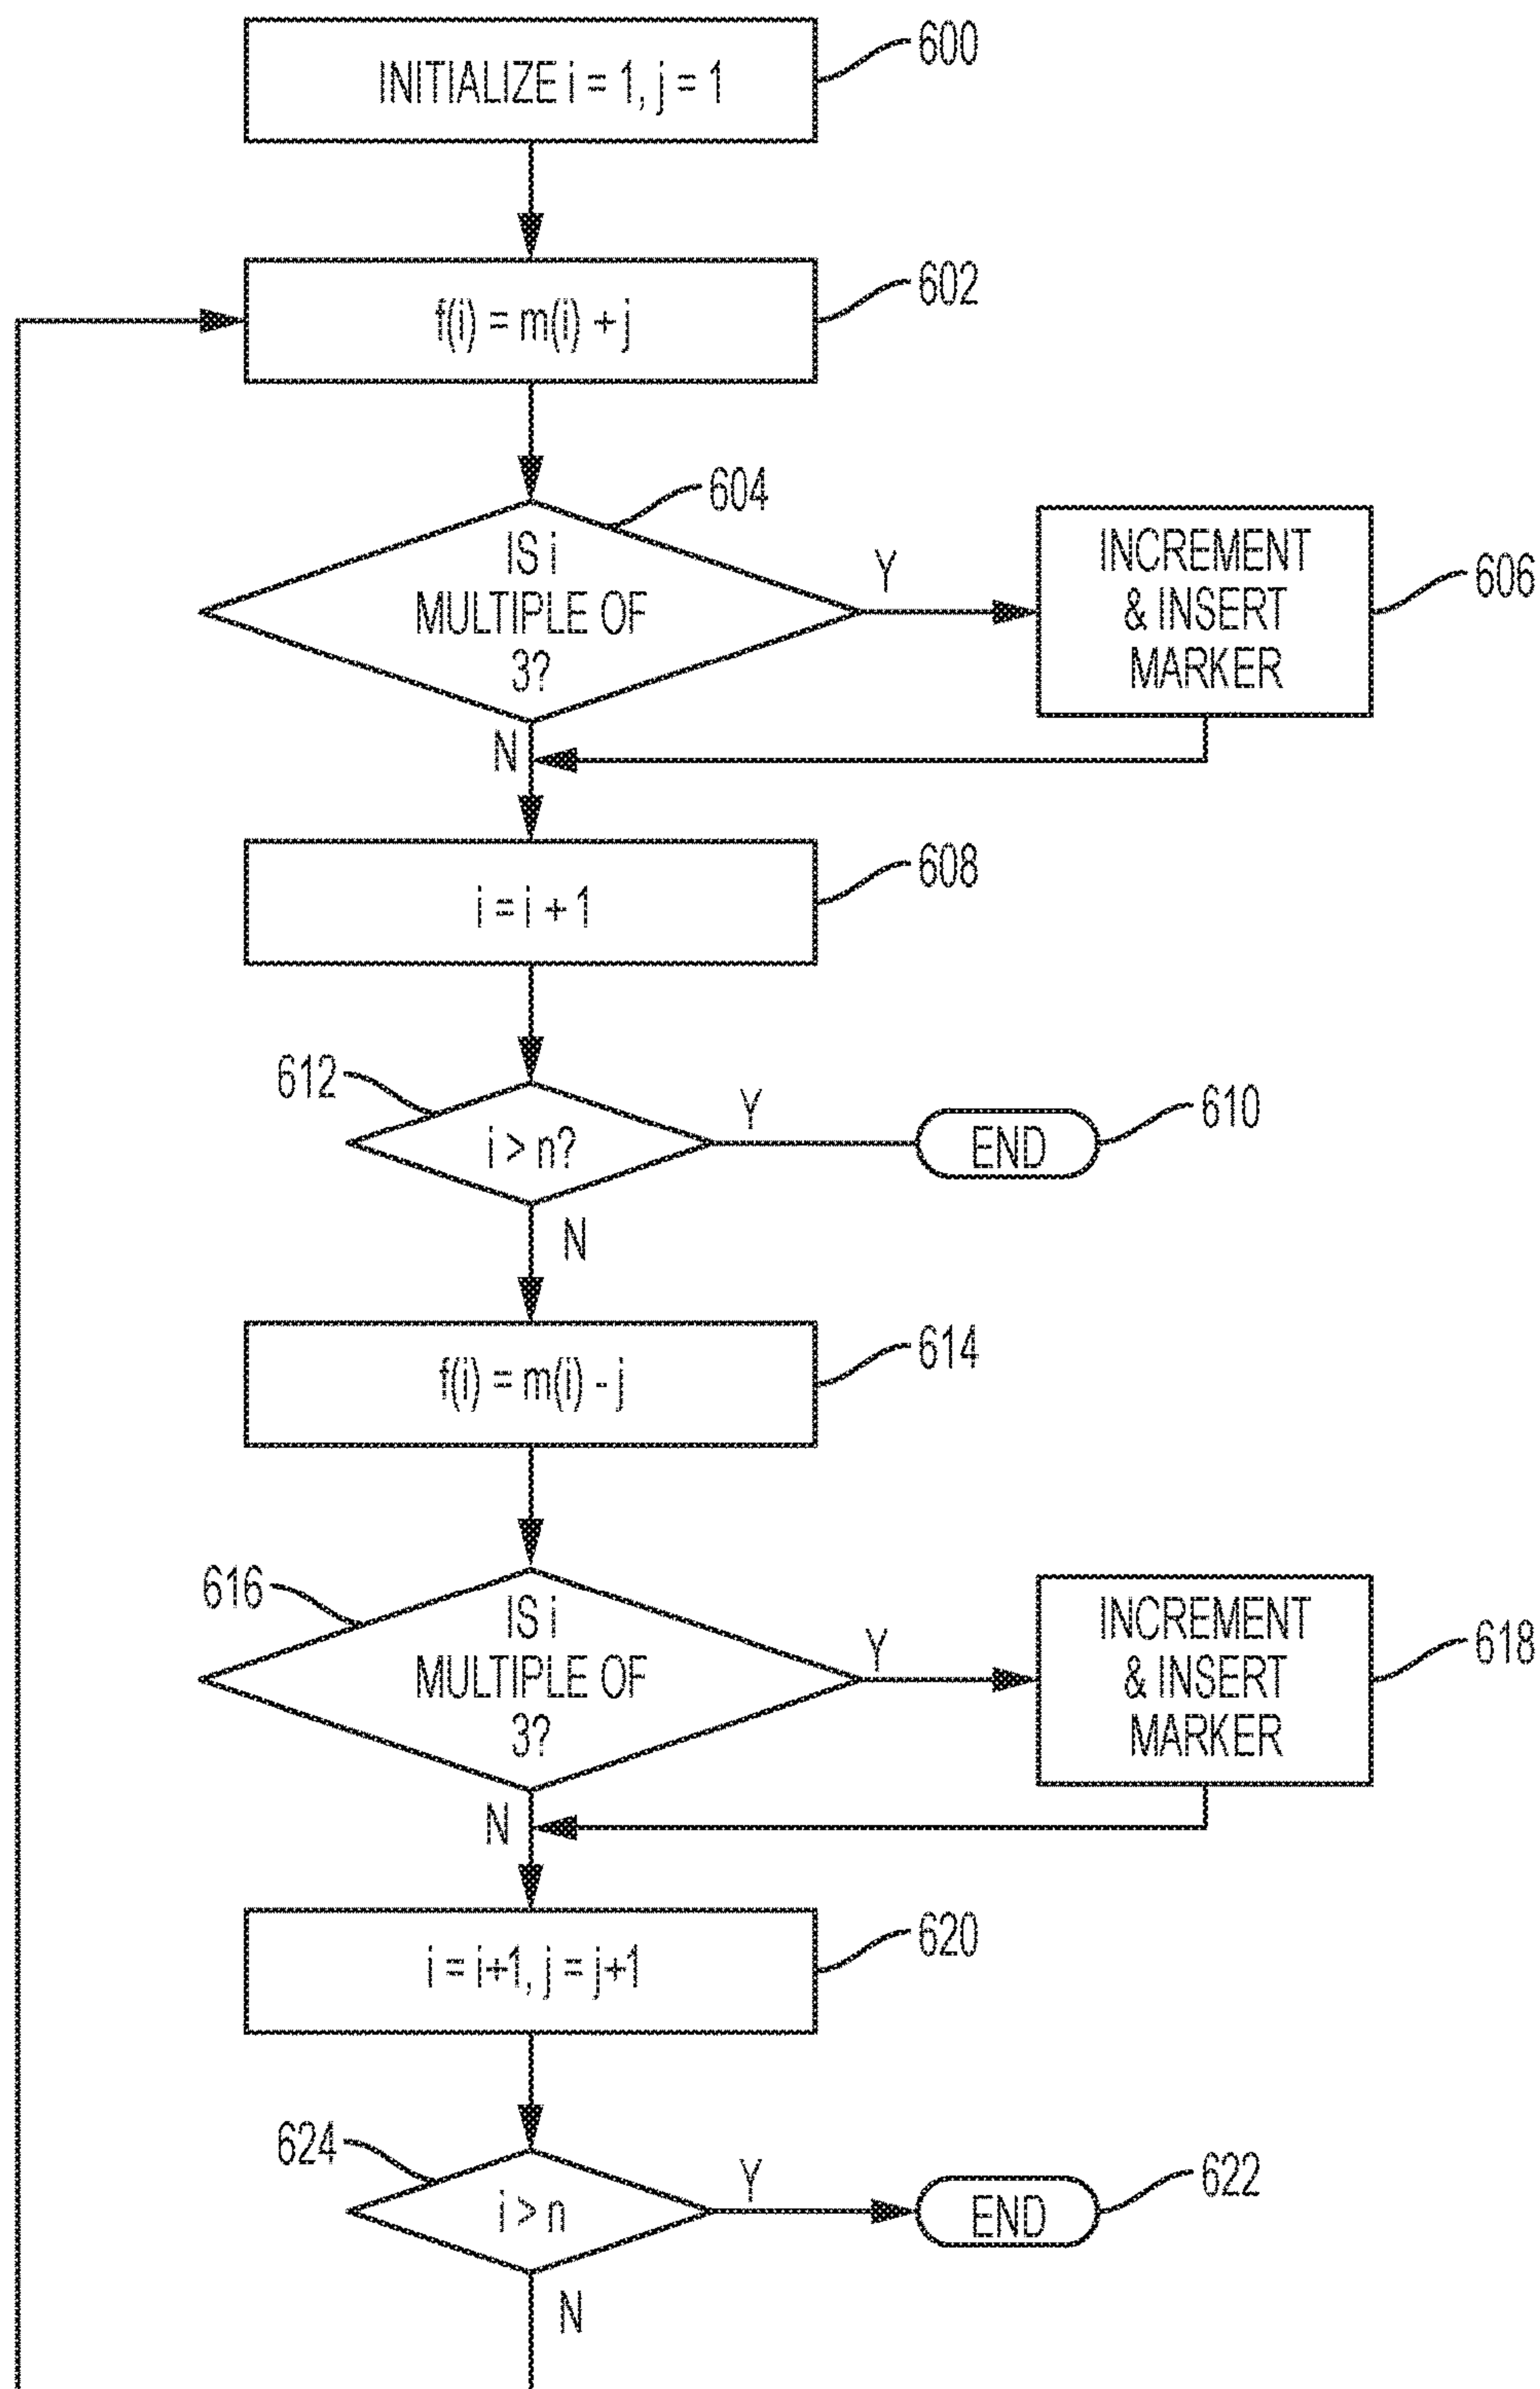 INITIALIZE i = 1, j = 1
600
f(i) = m(i) + j
602
604
IS i
MULTIPLE OF
3?
Y
N
INCREMENT
& INSERT
MARKER
606
i = i + 1
608
612
i > n?
Y
N
END
610
f(i) = m(i) - j
614
616
IS i
MULTIPLE OF
3?
Y
N
INCREMENT
& INSERT
MARKER
618
i = i+1, j = j+1
620
624
i > n
Y
N
END
622